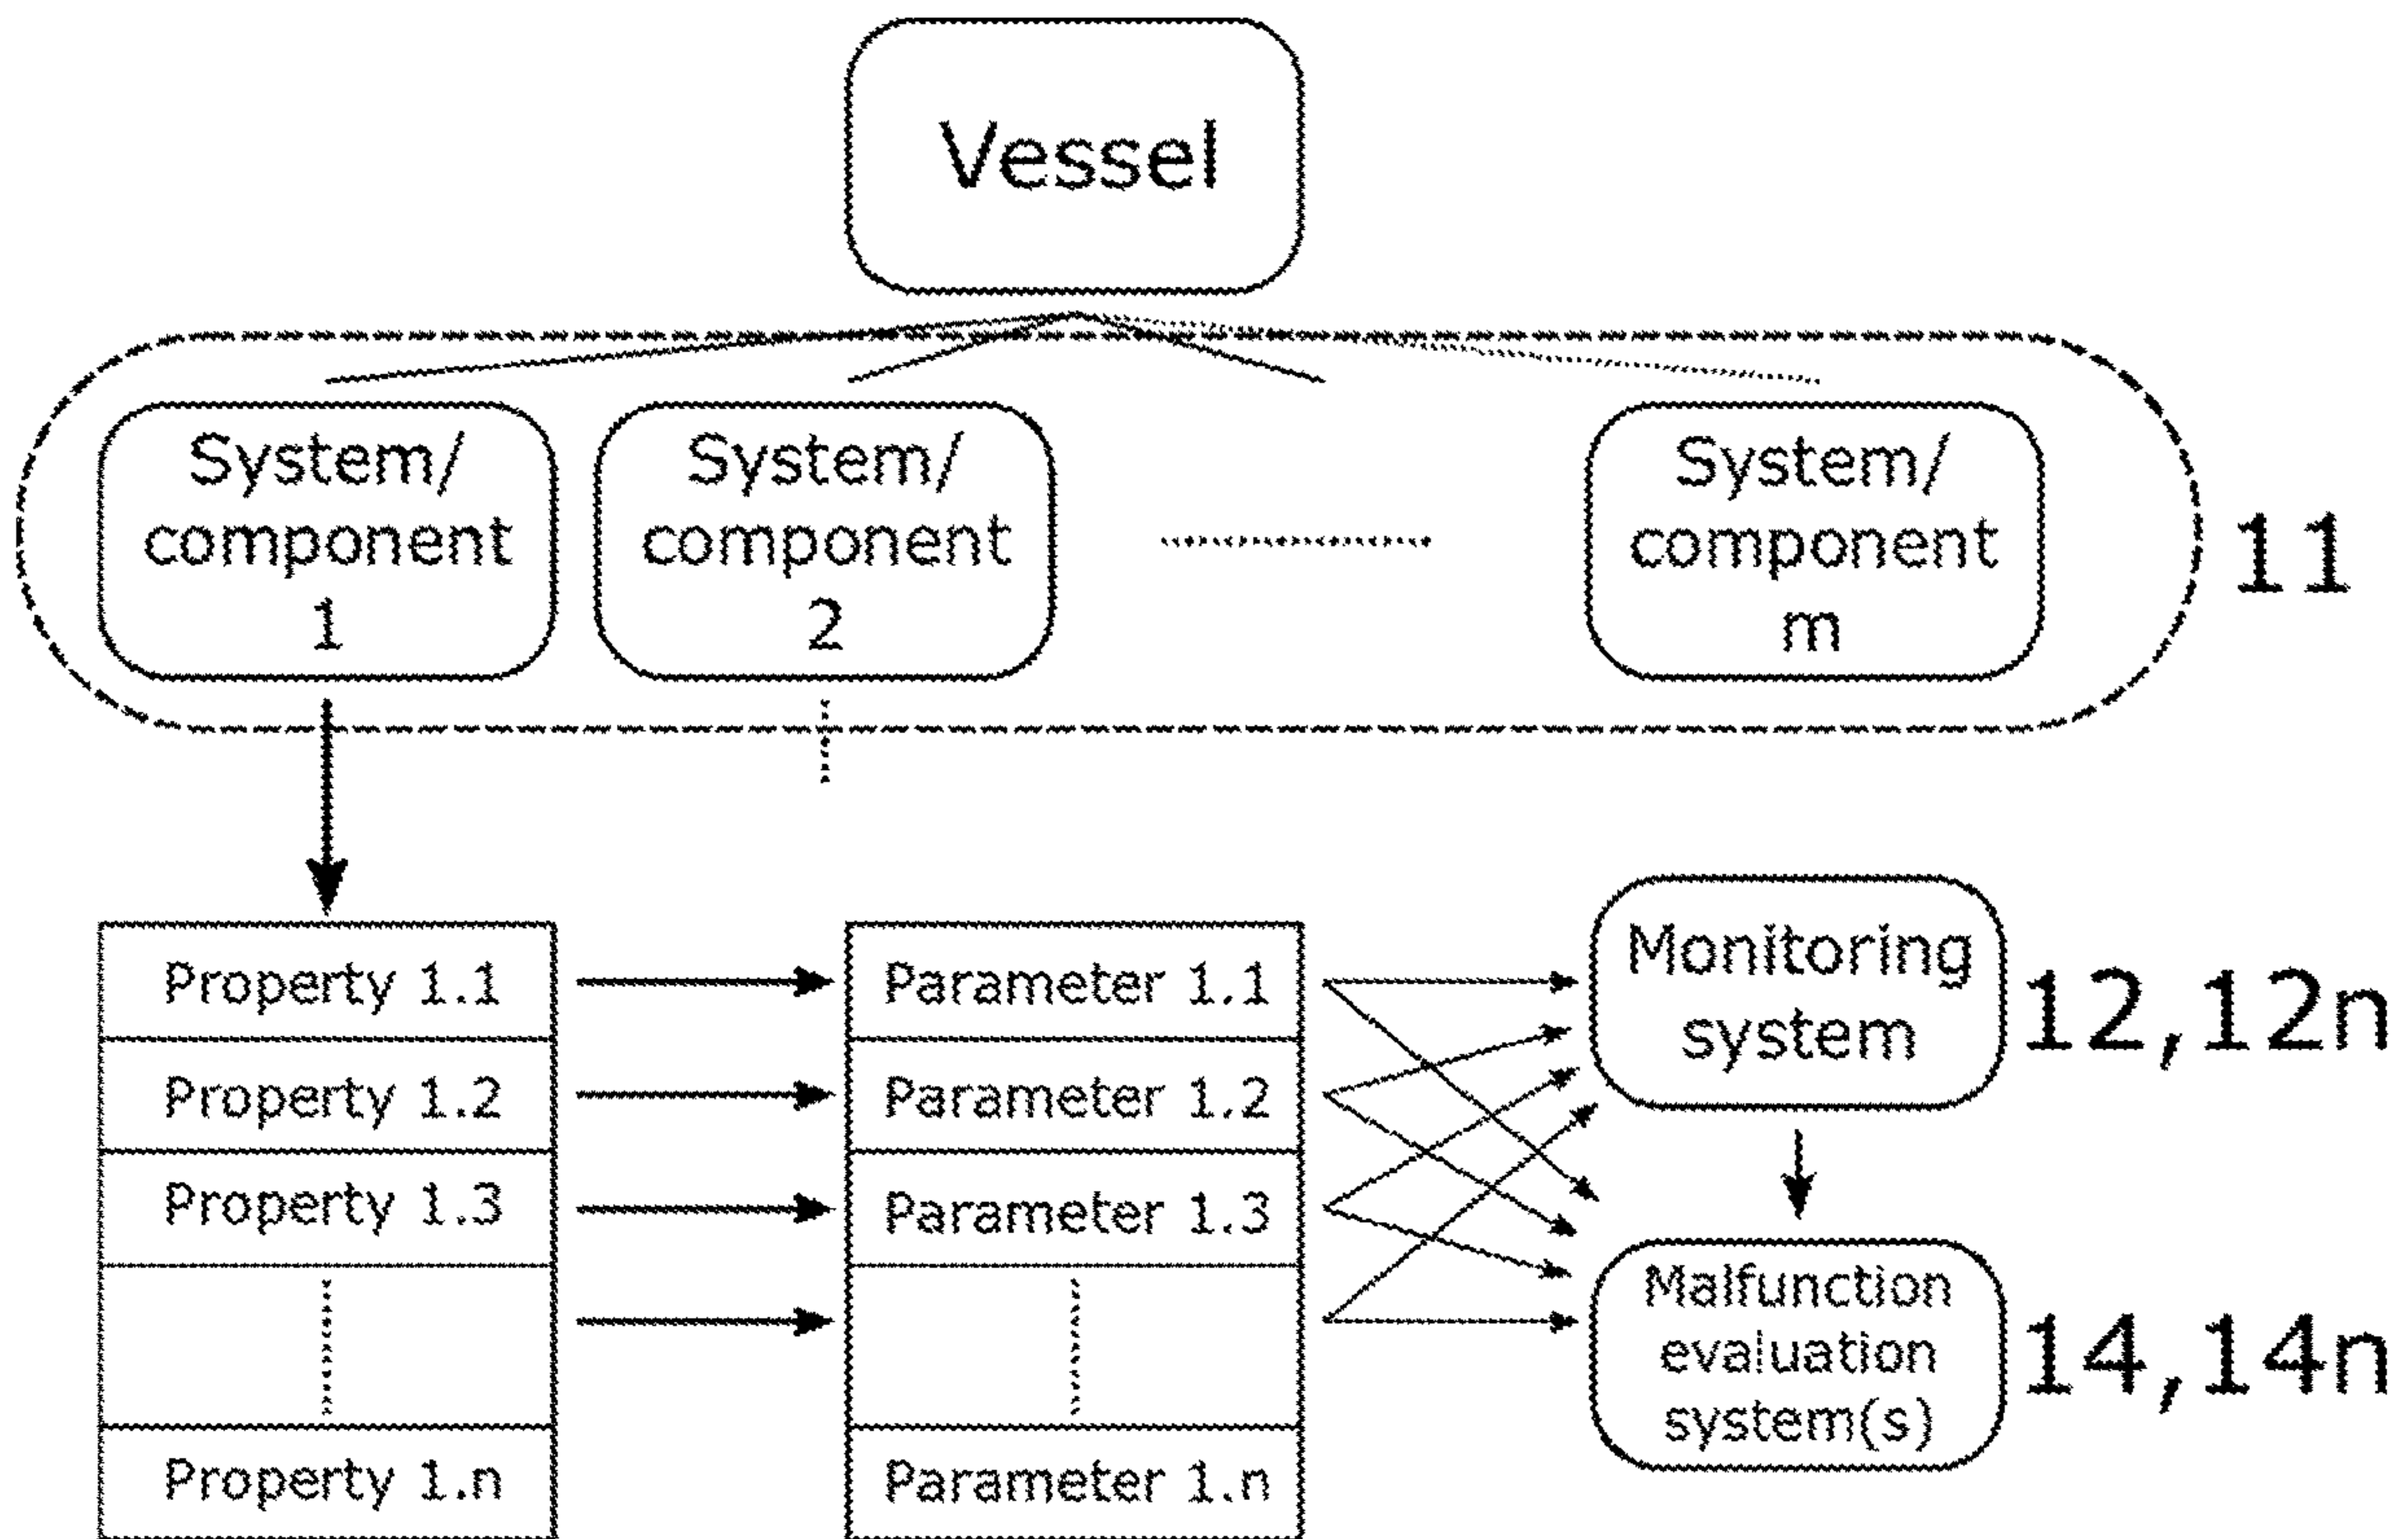 Vessel
System/
component
1
System/
component
2
System/
component
m
11
Property 1.1
Property 1.2
Property 1.3
Property 1.n
Parameter 1.1
Parameter 1.2
Parameter 1.3
Parameter 1.n
Monitoring
system
12,12n
Malfunction
evaluation
system(s)
14,14n